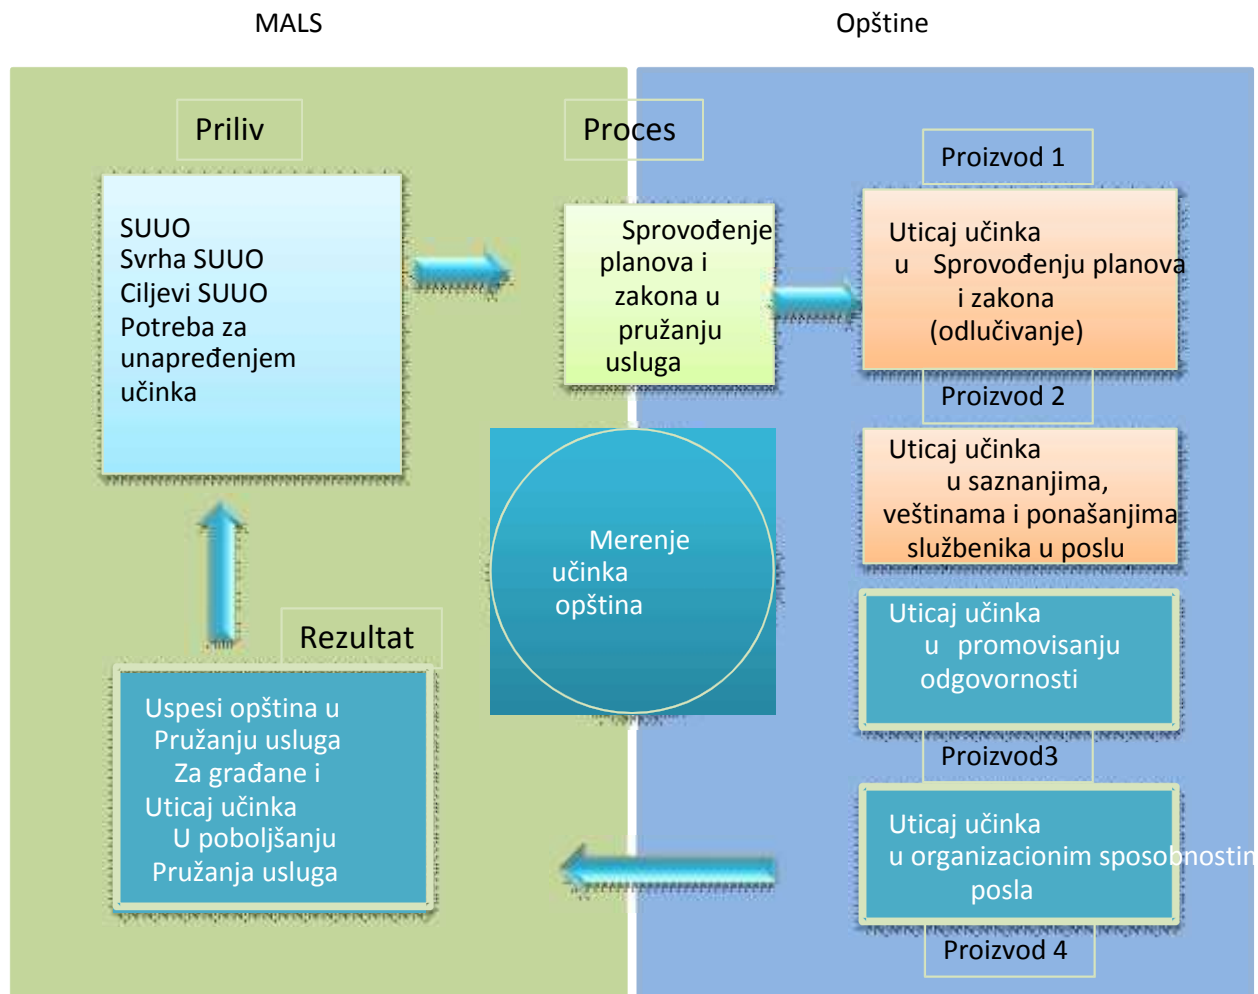 MALS
Opštine
Priliv
SUUO
Svrha SUUO
Ciljevi SUUO
Potreba za
unapređenjem
učinka
Proces
Sprovođenje
planova i
zakona u
pružanju
usluga
Proizvod 1
Uticaj učinka
u Sprovođenju planova
i zakona
(odlučivanje)
Proizvod 2
Uticaj učinka
u saznanjima,
veštinama i ponašanjima
službenika u poslu
Merenje
učinka
opština
Uticaj učinka
u promovisanju
odgovornosti
Proizvod3
Uticaj učinka
u organizacionim sposobnostin
posla
Proizvod 4
Rezultat
Uspesi opština u
Pružanju usluga
Za građane i
Uticaj učinka
U poboljšanju
Pružanja usluga